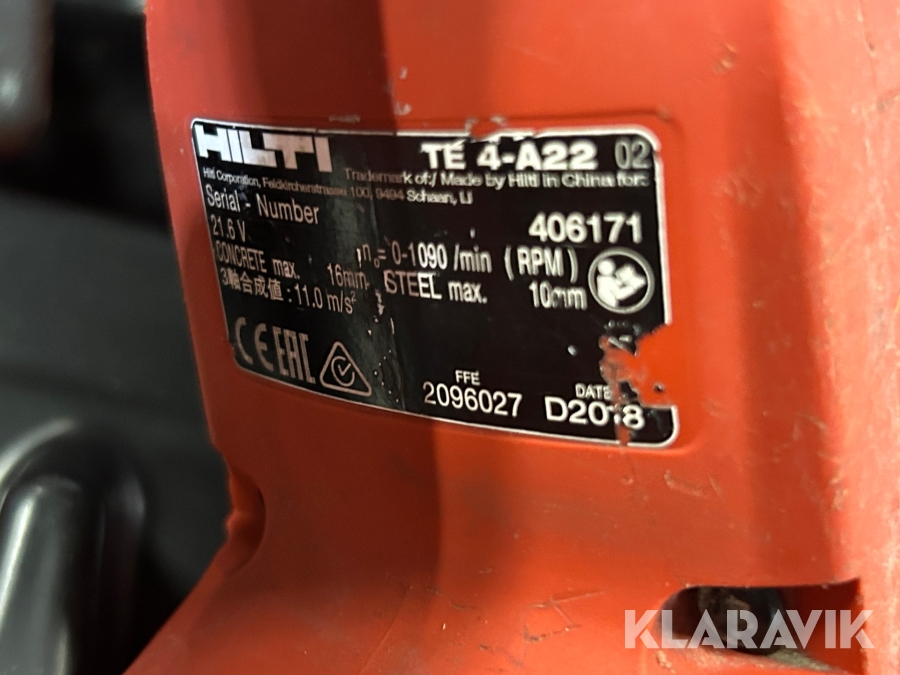 HILTI TE 4-A22 02
Trademark of:/ Made by Hilti in China for:
Hilti Corporation, Feldkircherstrasse 100, 9494 Schaan, LI
Serial - Number 406171
21.6 V nₒ= 0-1090 /min (RPM)
CONCRETE max. 16mm STEEL max. 10mm
3軸合成値 : 11.0 m/s²
CE EAC
FFE DATE
2096027 D2018
KLARAVIK